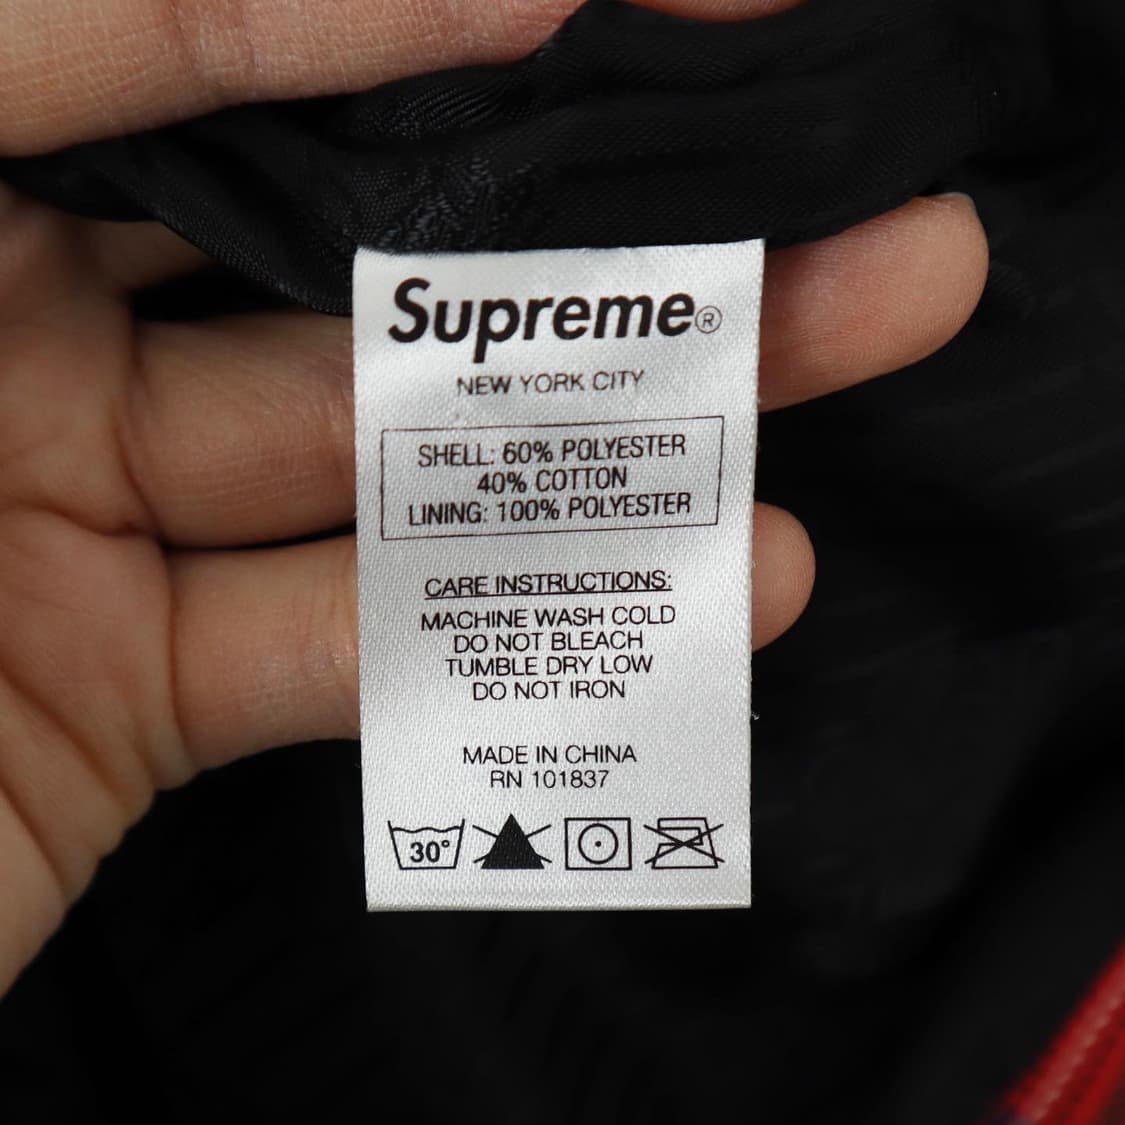 Supreme®
NEW YORK CITY
SHELL: 60% POLYESTER
40% COTTON
LINING: 100% POLYESTER
CARE INSTRUCTIONS:
MACHINE WASH COLD
DO NOT BLEACH
TUMBLE DRY LOW
DO NOT IRON
MADE IN CHINA
RN 101837
30°